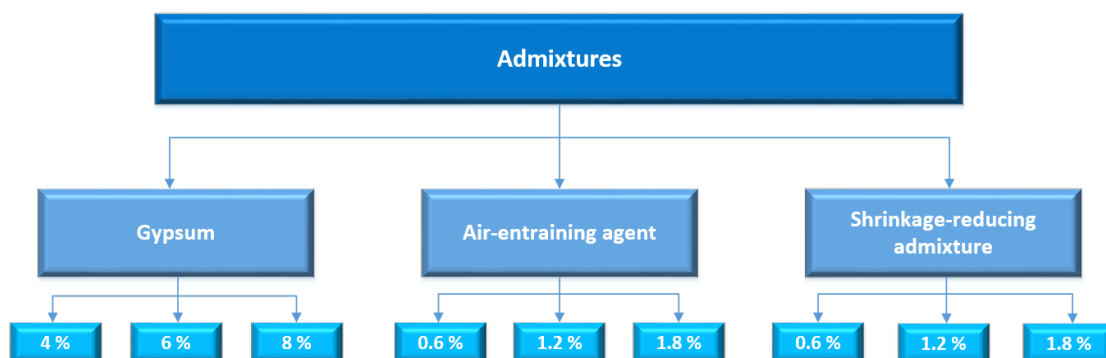 Admixtures
Gypsum
Air-entraining agent
Shrinkage-reducing
admixture
4 %
6 %
8 %
0.6 %
1.2 %
1.8 %
0.6 %
1.2 %
1.8 %